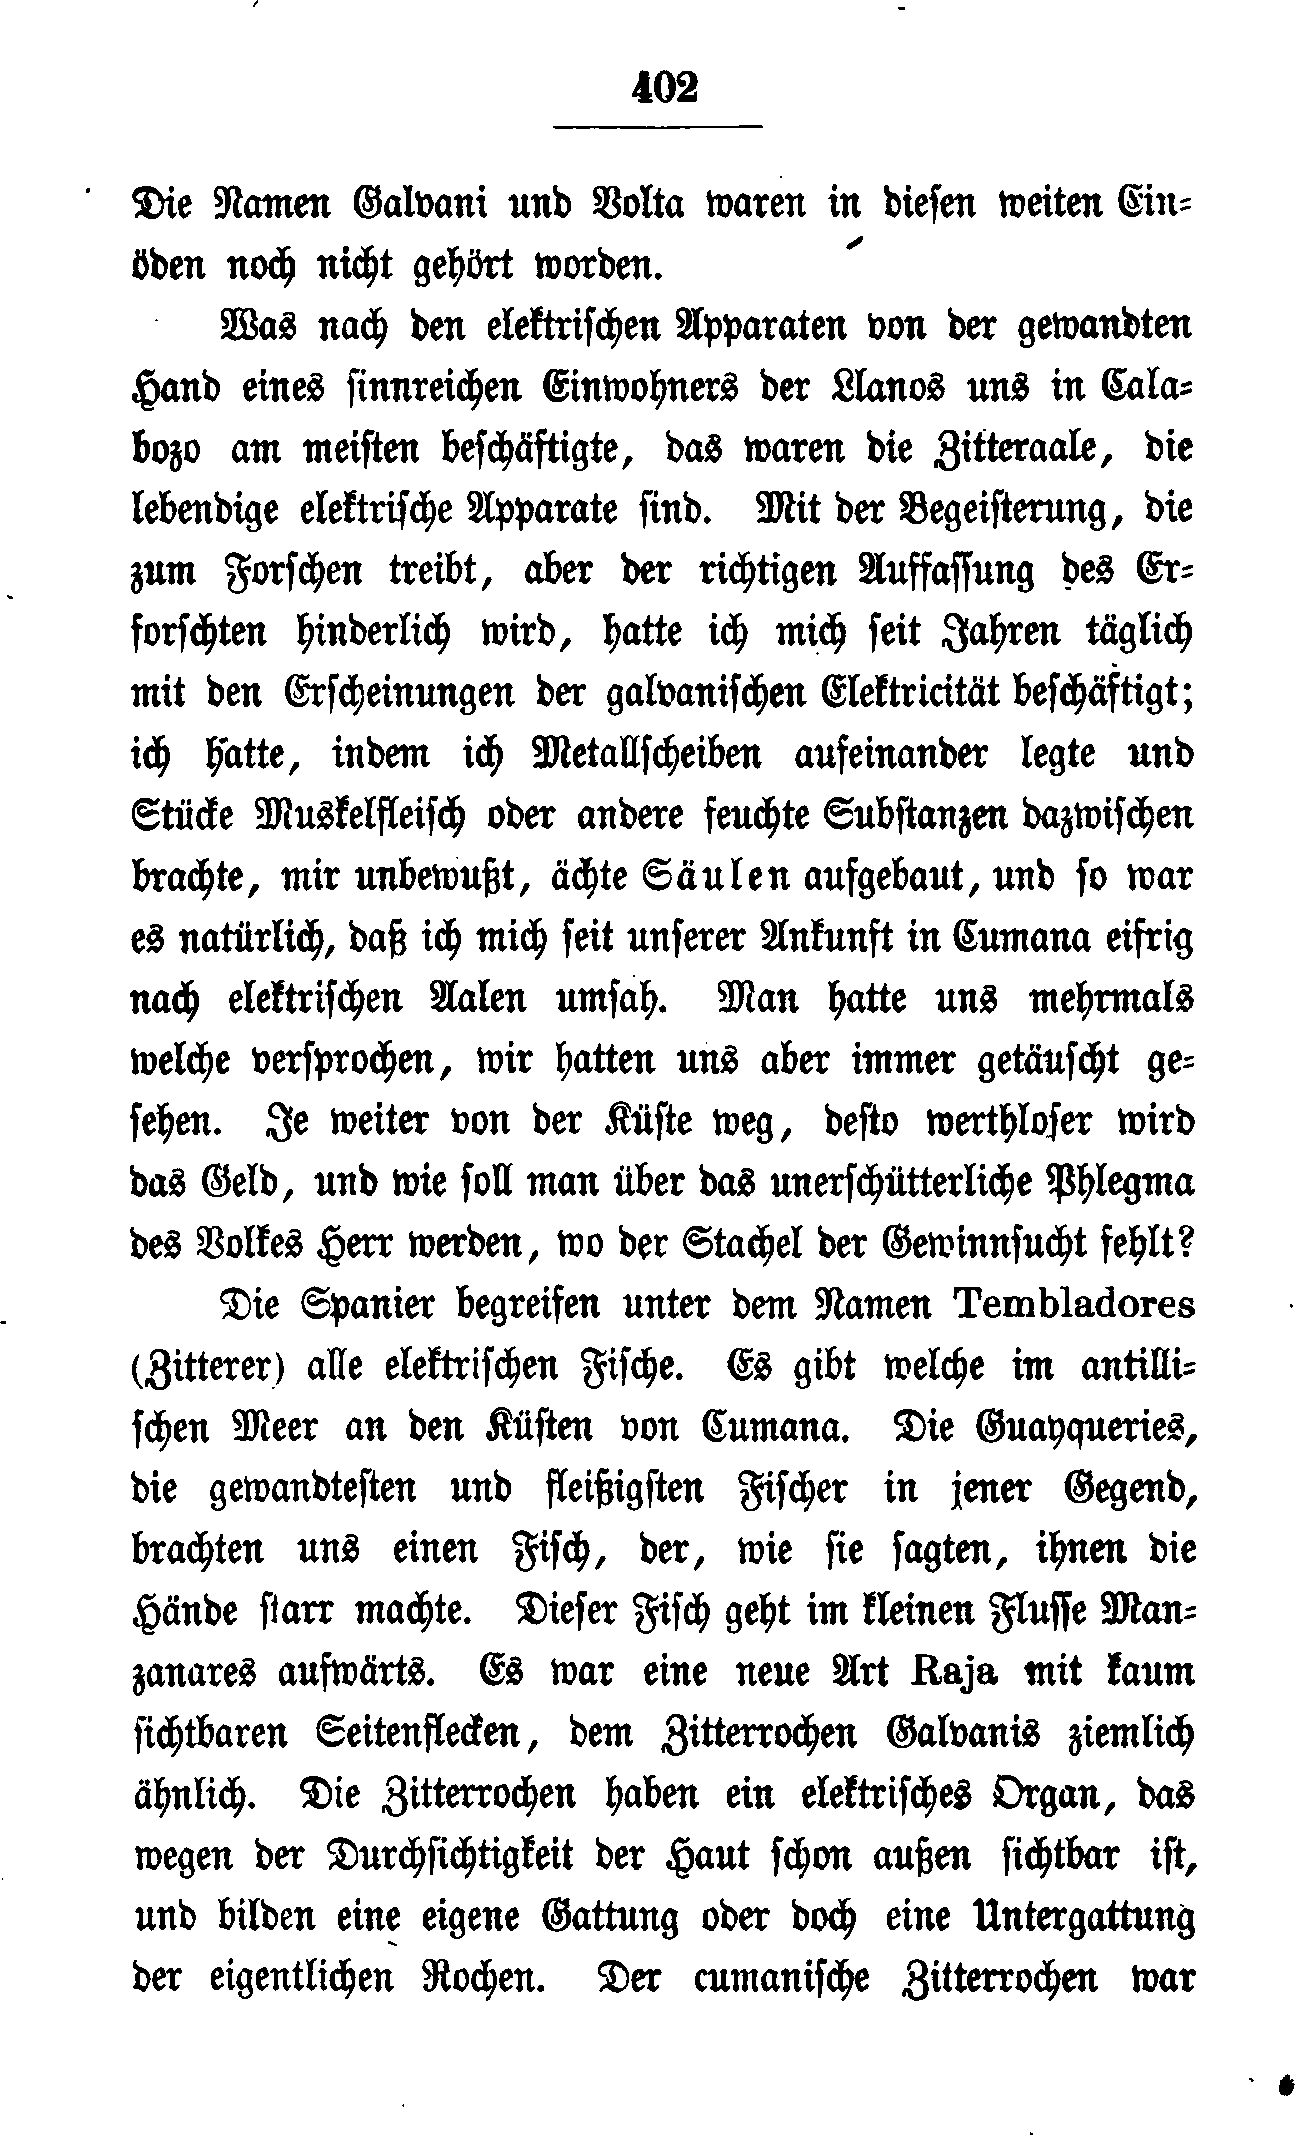 402
Die Namen Galvani und Volta waren in dieſen weiten Ein-
öden noch nicht gehört worden.
Was nach den elektriſchen Apparaten von der gewandten
Hand eines ſinnreichen Einwohners der Llanos uns in Cala-
bozo am meiſten beſchäftigte, das waren die Zitteraale, die
lebendige elektriſche Apparate ſind. Mit der Begeiſterung, die
zum Forſchen treibt, aber der richtigen Auffaſſung des Er-
forſchten hinderlich wird, hatte ich mich ſeit Jahren täglich
mit den Erſcheinungen der galvaniſchen Elektricität beſchäftigt;
ich hatte, indem ich Metallſcheiben aufeinander legte und
Stücke Muskelfleiſch oder andere feuchte Subſtanzen dazwiſchen
brachte, mir unbewußt, ächte Säulen aufgebaut, und ſo war
es natürlich, daß ich mich ſeit unſerer Ankunft in Cumana eifrig
nach elektriſchen Aalen umſah. Man hatte uns mehrmals
welche verſprochen, wir hatten uns aber immer getäuſcht ge-
ſehen. Je weiter von der Küſte weg, deſto werthloſer wird
das Geld, und wie ſoll man über das unerſchütterliche Phlegma
des Volkes Herr werden, wo der Stachel der Gewinnſucht fehlt?
Die Spanier begreifen unter dem Namen Tembladores
(Zitterer) alle elektriſchen Fiſche. Es gibt welche im antilli-
ſchen Meer an den Küſten von Cumana. Die Guayqueries,
die gewandteſten und fleißigſten Fiſcher in jener Gegend,
brachten uns einen Fiſch, der, wie ſie ſagten, ihnen die
Hände ſtarr machte. Dieſer Fiſch geht im kleinen Fluſſe Man-
zanares aufwärts. Es war eine neue Art Raja mit kaum
ſichtbaren Seitenflecken, dem Zitterrochen Galvanis ziemlich
ähnlich. Die Zitterrochen haben ein elektriſches Organ, das
wegen der Durchſichtigkeit der Haut ſchon außen ſichtbar iſt,
und bilden eine eigene Gattung oder doch eine Untergattung
der eigentlichen Rochen. Der cumaniſche Zitterrochen war